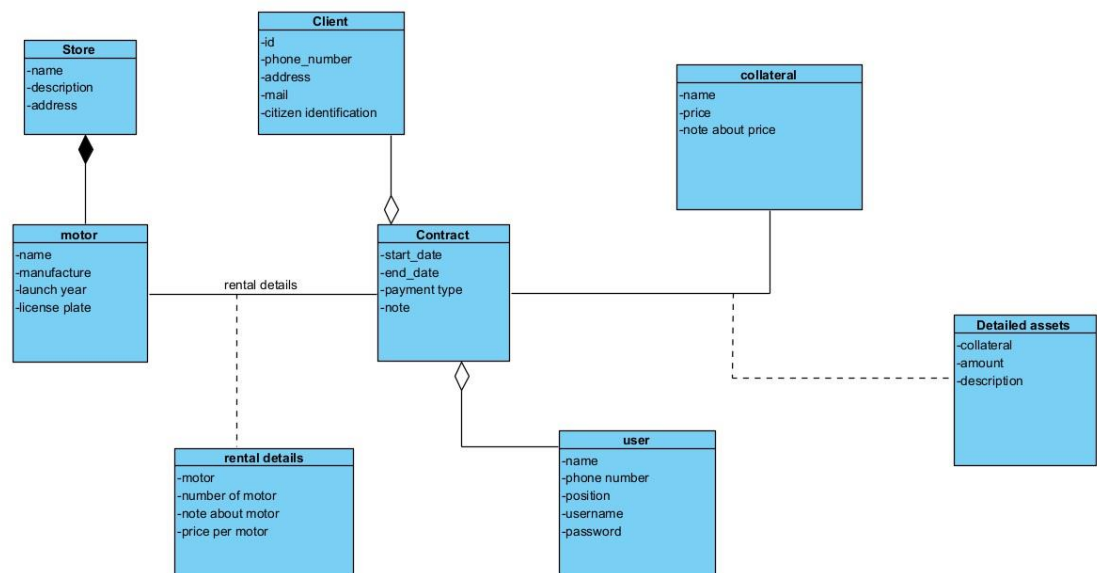 Client
-id
-phone_number
-address
-mail
-citizen identification
Store
-name
-description
-address
collateral
-name
-price
-note about price
motor
-name
-manufacture
-launch year
-license plate
rental details
Contract
-start_date
-end_date
-payment type
-note
Detailed assets
-collateral
-amount
-description
rental details
-motor
-number of motor
-note about motor
-price per motor
user
-name
-phone number
-position
-username
-password